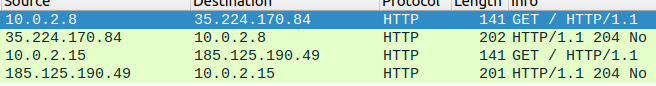 Source Destination Protocol Length Info
10.0.2.8 35.224.170.84 HTTP 141 GET / HTTP/1.1
35.224.170.84 10.0.2.8 HTTP 202 HTTP/1.1 204 No
10.0.2.15 185.125.190.49 HTTP 141 GET / HTTP/1.1
185.125.190.49 10.0.2.15 HTTP 201 HTTP/1.1 204 No